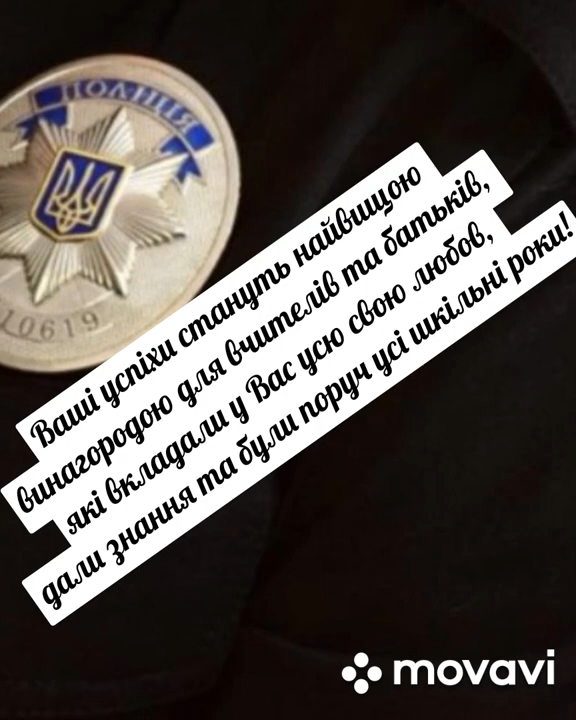 ПОЛІЦІЯ
10619
Ваші успіхи стануть найвищою
винагородою для вчителів та батьків,
які вкладали у Вас усю свою любов,
дали знання та були поруч усі шкільні роки!
movavi